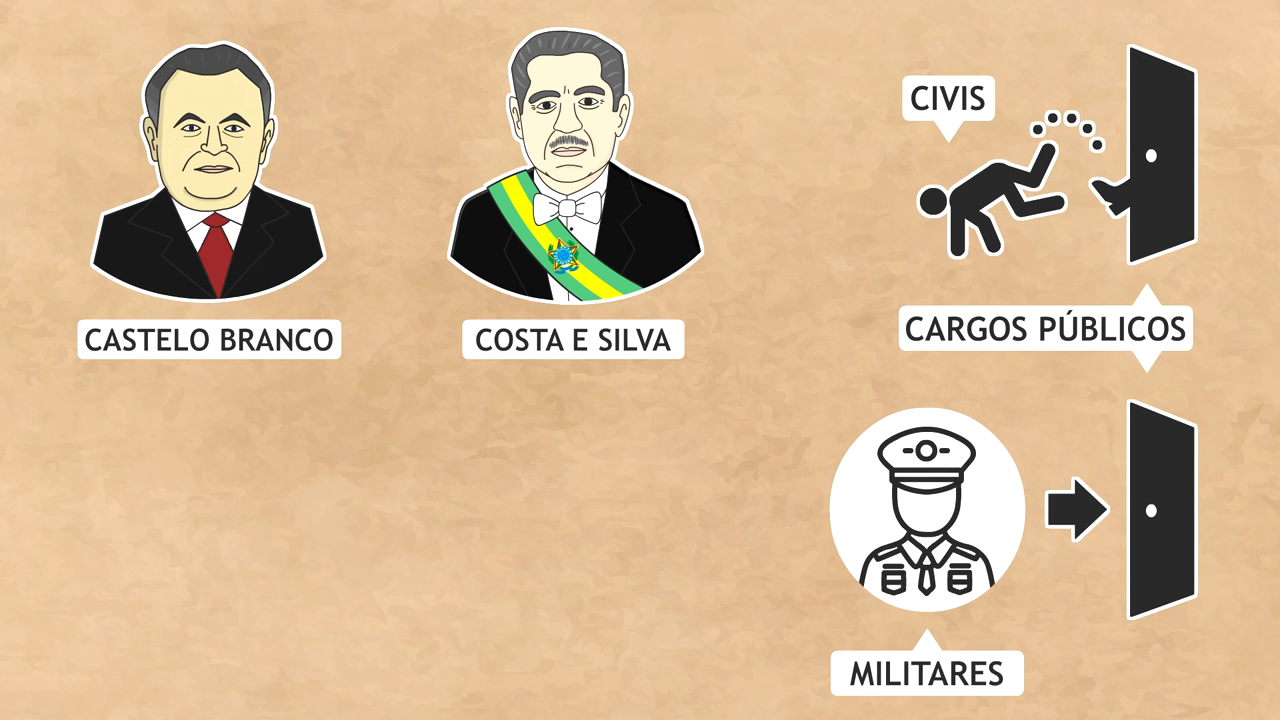 CASTELO BRANCO
COSTA E SILVA
CIVIS
CARGOS PÚBLICOS
MILITARES